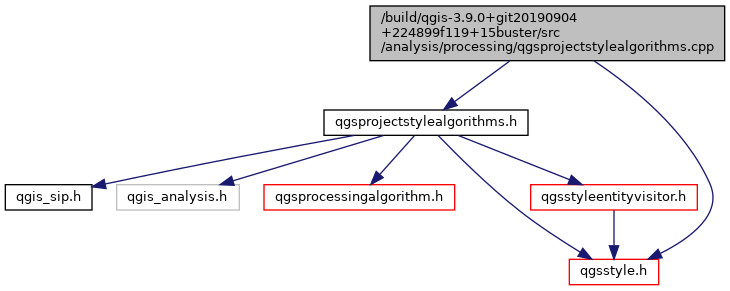 /build/qgis-3.9.0+git20190904
+224899f119+15buster/src
/analysis/processing/qgsprojectstylealgorithms.cpp
qgsprojectstylealgorithms.h
qgis_sip.h
qgis_analysis.h
qgsprocessingalgorithm.h
qgsstyleentityvisitor.h
qgsstyle.h